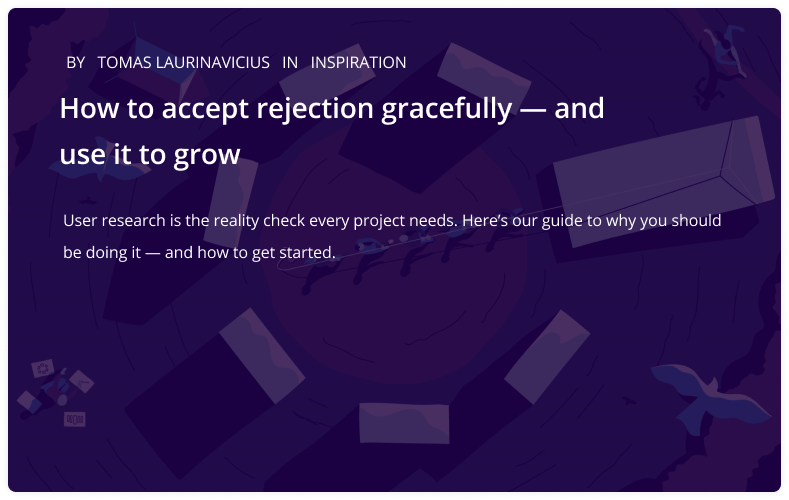 BY TOMAS LAURINAVICIUS IN INSPIRATION
How to accept rejection gracefully — and
use it to grow
User research is the reality check every project needs. Here’s our guide to why you should
be doing it — and how to get started.